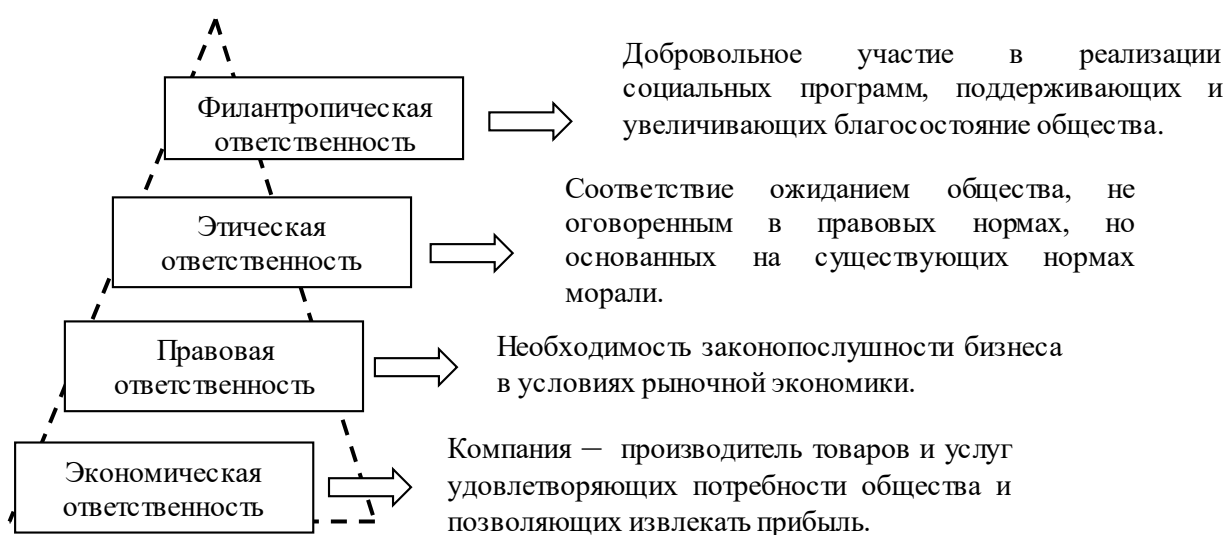 Филантропическая
ответственность
Добровольное участие в реализации
социальных программ, поддерживающих и
увеличивающих благосостояние общества.
Этическая
ответственность
Соответствие ожиданием общества, не
оговоренным в правовых нормах, но
основанных на существующих нормах
морали.
Правовая
ответственность
Необходимость законопослушности бизнеса
в условиях рыночной экономики.
Экономическая
ответственность
Компания — производитель товаров и услуг
удовлетворяющих потребности общества и
позволяющих извлекать прибыль.